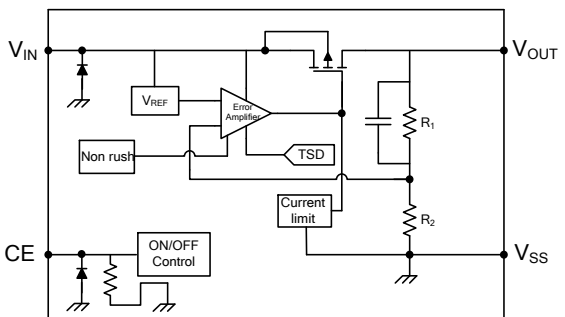 VIN
VOUT
VREF
Error
Amplifier
R1
Non rush
TSD
Current
limit
R2
CE
ON/OFF
Control
VSS